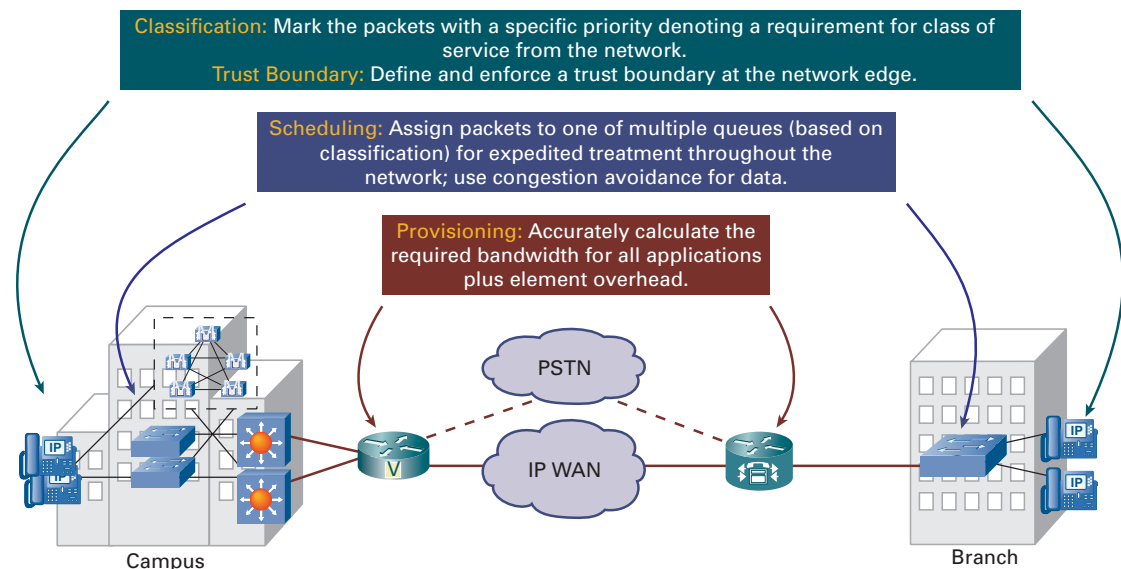 Classification: Mark the packets with a specific priority denoting a requirement for class of
service from the network.
Trust Boundary: Define and enforce a trust boundary at the network edge.
Scheduling: Assign packets to one of multiple queues (based on
classification) for expedited treatment throughout the
network; use congestion avoidance for data.
Provisioning: Accurately calculate the
required bandwidth for all applications
plus element overhead.
PSTN
IP
IP
V
IP WAN
IP
IP
Campus
Branch